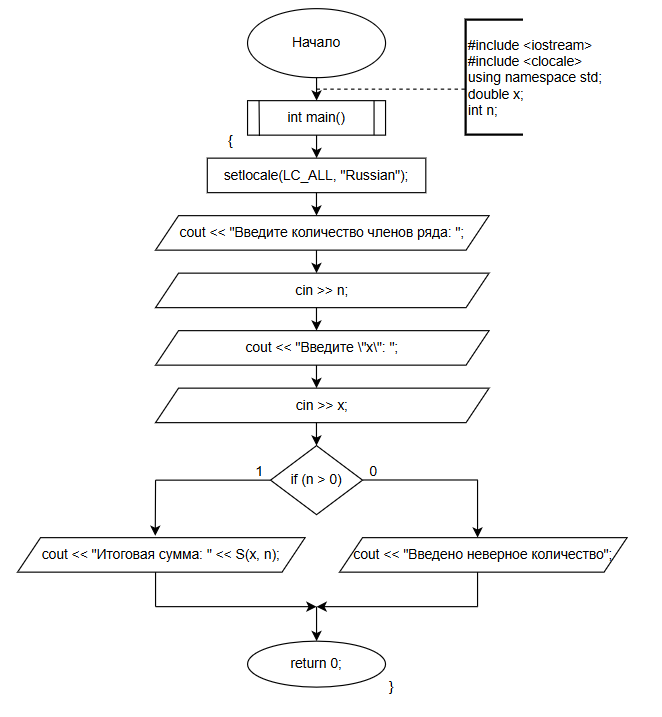 Начало
#include <iostream>
#include <clocale>
using namespace std;
double x;
int n;
int main()
{
setlocale(LC_ALL, "Russian");
cout << "Введите количество членов ряда: ";
cin >> n;
cout << "Введите \"x\": ";
cin >> x;
if (n > 0)
1
0
cout << "Итоговая сумма: " << S(x, n);
cout << "Введено неверное количество";
return 0;
}